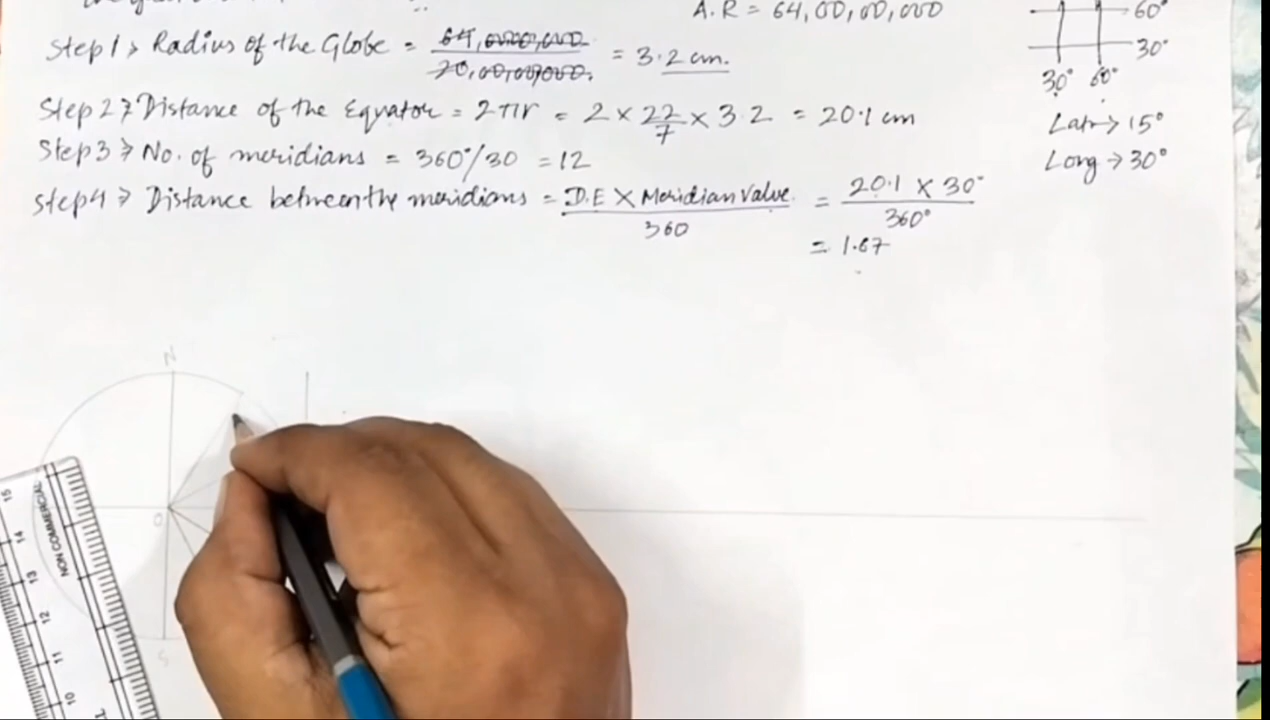 A.R = 64,00,00,000
Step 1 > Radius of the Globe = 64,0000,000 / 20,00,00,000. = 3.2 cm.
Step 2 > Distance of the Equator = 2πr = 2 × 22/7 × 3.2 = 20.1 cm
Step 3 > No. of meridians = 360°/30 = 12
Step 4 > Distance between the meridians = D.E × Meridian Value / 360 = 20.1 × 30° / 360°
= 1.67
60°
30°
30° 60°
Lat → 15°
Long → 30°
N
O
S
NON COMMERCIAL
15
14
13
12
11
10